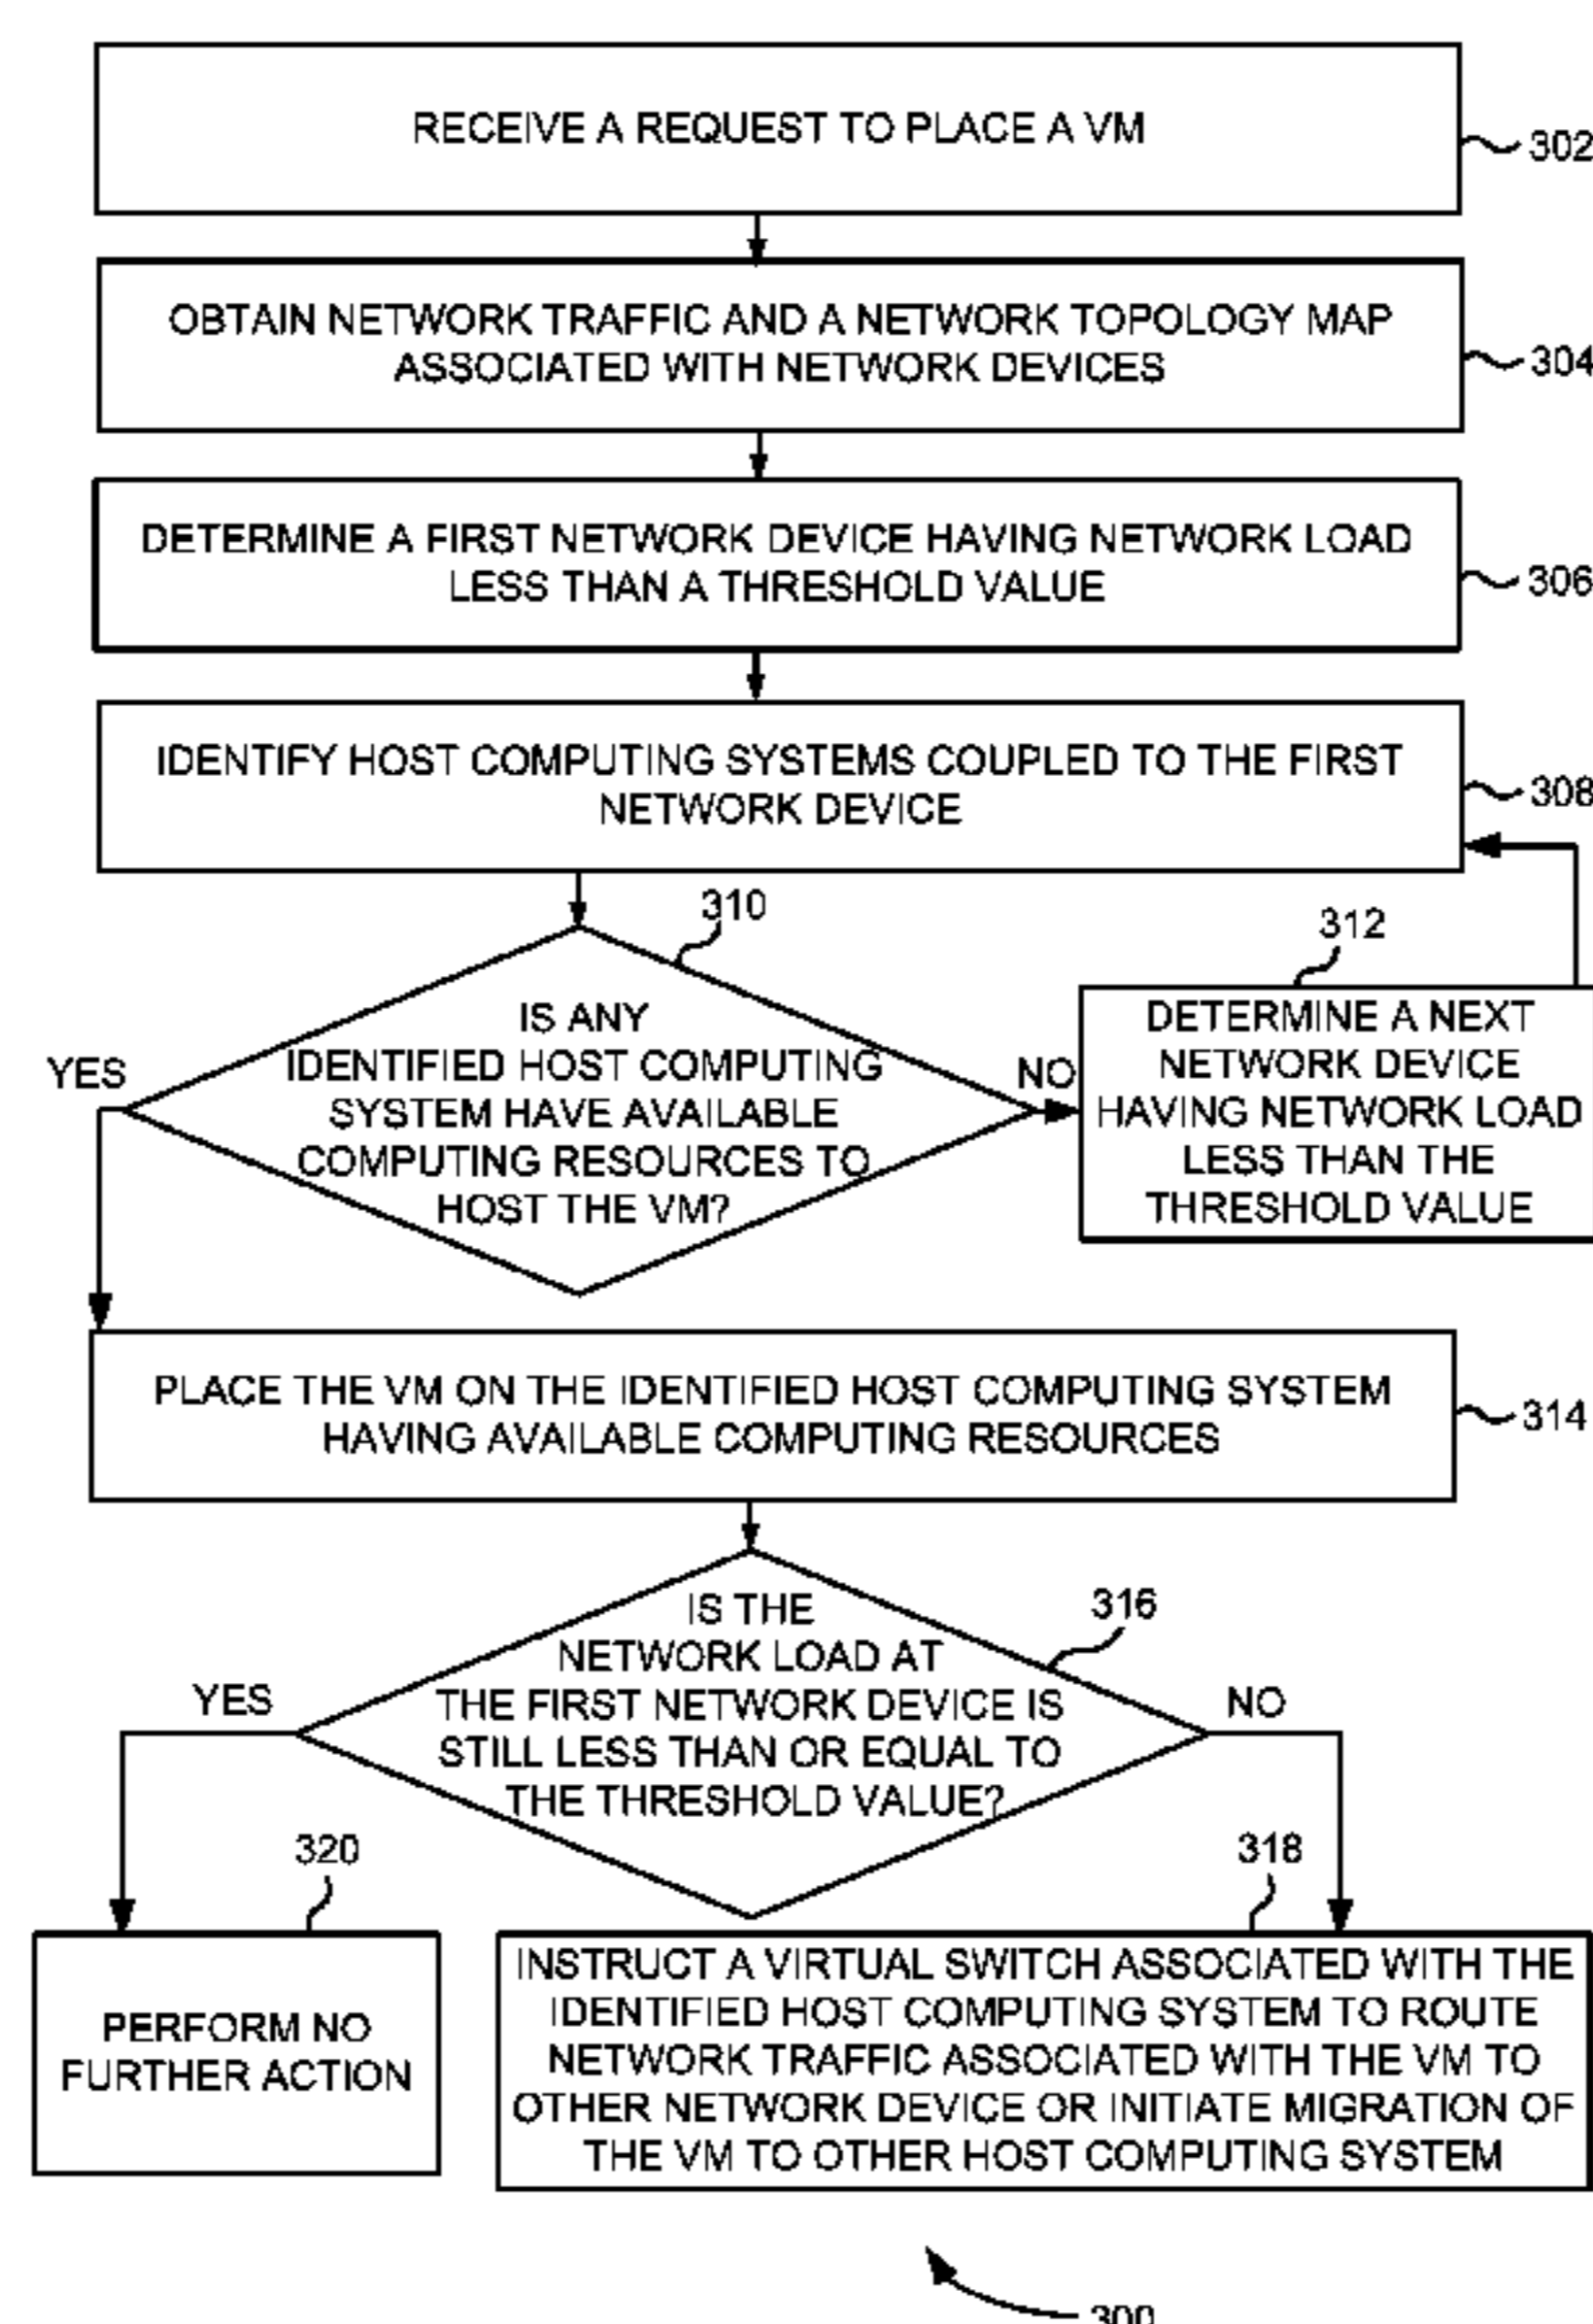 RECEIVE A REQUEST TO PLACE A VM
302
OBTAIN NETWORK TRAFFIC AND A NETWORK TOPOLOGY MAP
ASSOCIATED WITH NETWORK DEVICES
304
DETERMINE A FIRST NETWORK DEVICE HAVING NETWORK LOAD
LESS THAN A THRESHOLD VALUE
306
IDENTIFY HOST COMPUTING SYSTEMS COUPLED TO THE FIRST
NETWORK DEVICE
308
310
IS ANY
IDENTIFIED HOST COMPUTING
SYSTEM HAVE AVAILABLE
COMPUTING RESOURCES TO
HOST THE VM?
YES
NO
312
DETERMINE A NEXT
NETWORK DEVICE
HAVING NETWORK LOAD
LESS THAN THE
THRESHOLD VALUE
PLACE THE VM ON THE IDENTIFIED HOST COMPUTING SYSTEM
HAVING AVAILABLE COMPUTING RESOURCES
314
316
IS THE
NETWORK LOAD AT
THE FIRST NETWORK DEVICE IS
STILL LESS THAN OR EQUAL TO
THE THRESHOLD VALUE?
YES
NO
320
PERFORM NO
FURTHER ACTION
318
INSTRUCT A VIRTUAL SWITCH ASSOCIATED WITH THE
IDENTIFIED HOST COMPUTING SYSTEM TO ROUTE
NETWORK TRAFFIC ASSOCIATED WITH THE VM TO
OTHER NETWORK DEVICE OR INITIATE MIGRATION OF
THE VM TO OTHER HOST COMPUTING SYSTEM
300